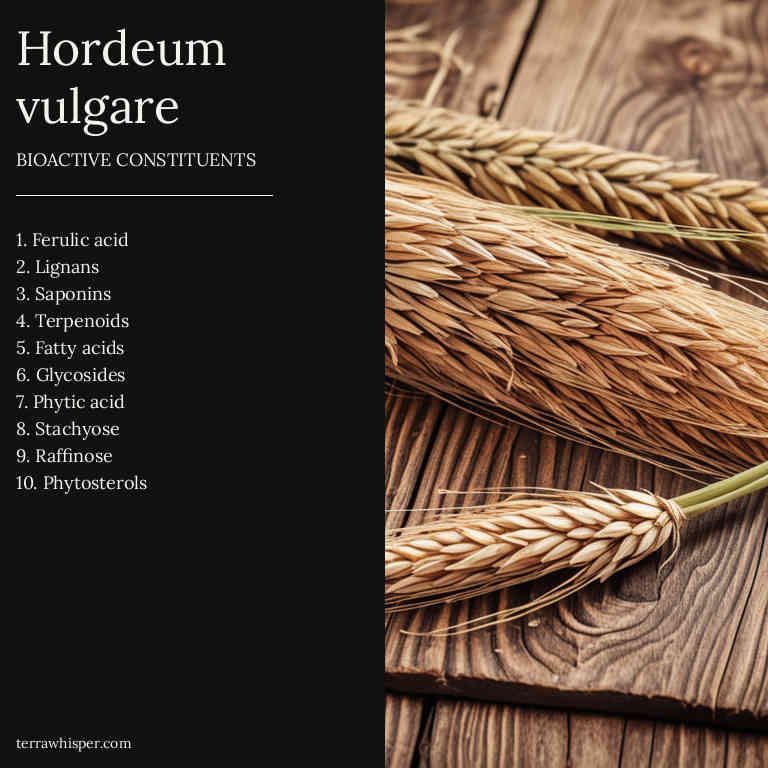 Hordeum
vulgare
BIOACTIVE CONSTITUENTS
1. Ferulic acid
2. Lignans
3. Saponins
4. Terpenoids
5. Fatty acids
6. Glycosides
7. Phytic acid
8. Stachyose
9. Raffinose
10. Phytosterols
terrawhisper.com